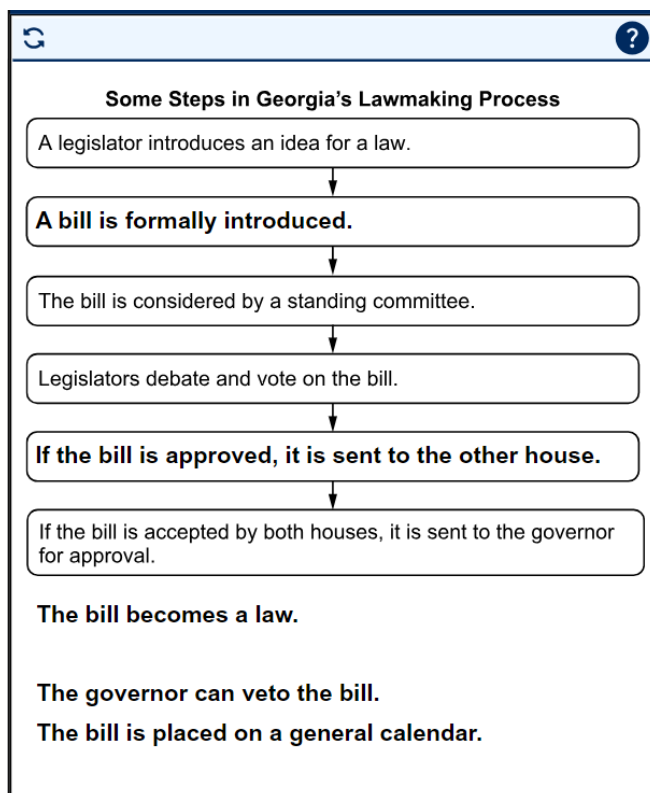 ?
Some Steps in Georgia’s Lawmaking Process
A legislator introduces an idea for a law.
A bill is formally introduced.
The bill is considered by a standing committee.
Legislators debate and vote on the bill.
If the bill is approved, it is sent to the other house.
If the bill is accepted by both houses, it is sent to the governor
for approval.
The bill becomes a law.
The governor can veto the bill.
The bill is placed on a general calendar.